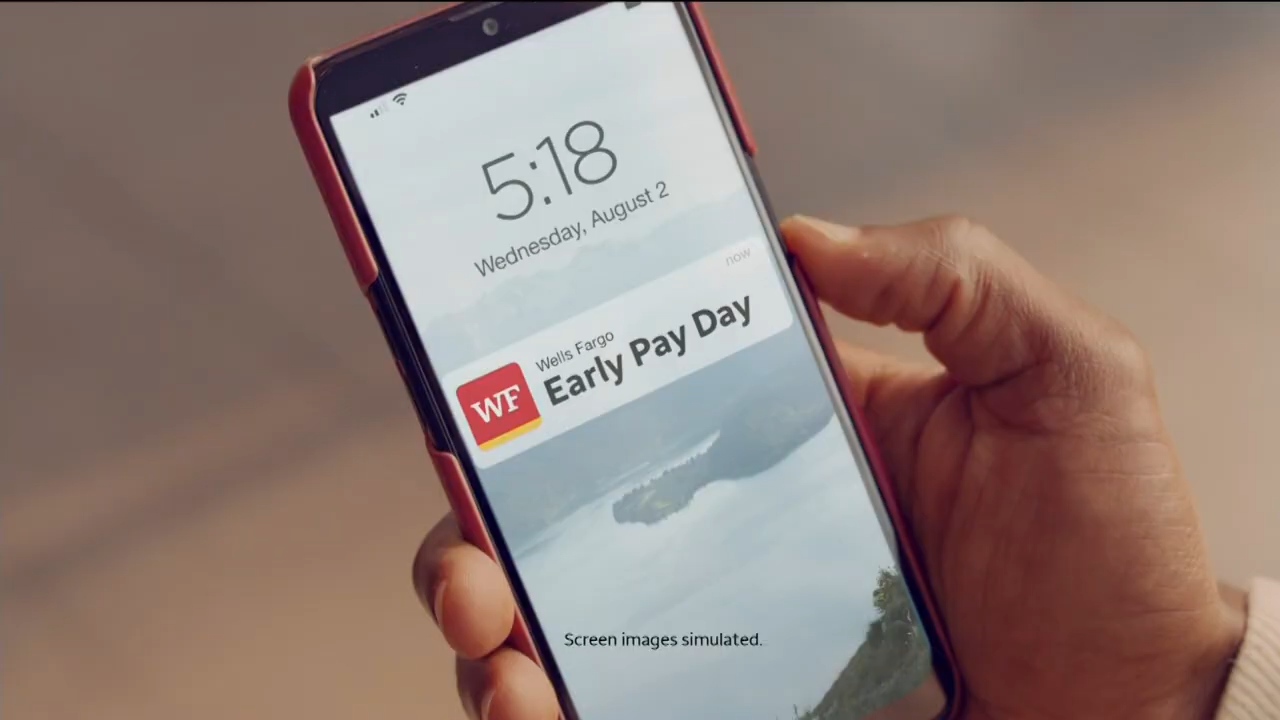 5:18
Wednesday, August 2
now
Wells Fargo
Early Pay Day
WF
Screen images simulated.